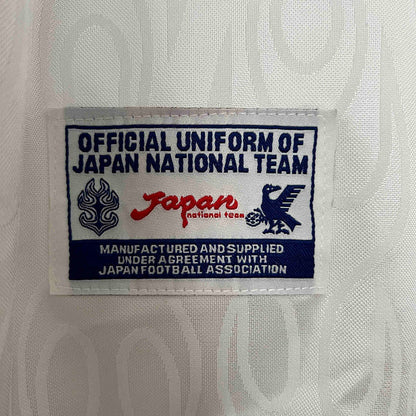 OFFICIAL UNIFORM OF
JAPAN NATIONAL TEAM
Japan
national team
MANUFACTURED AND SUPPLIED
UNDER AGREEMENT WITH
JAPAN FOOTBALL ASSOCIATION